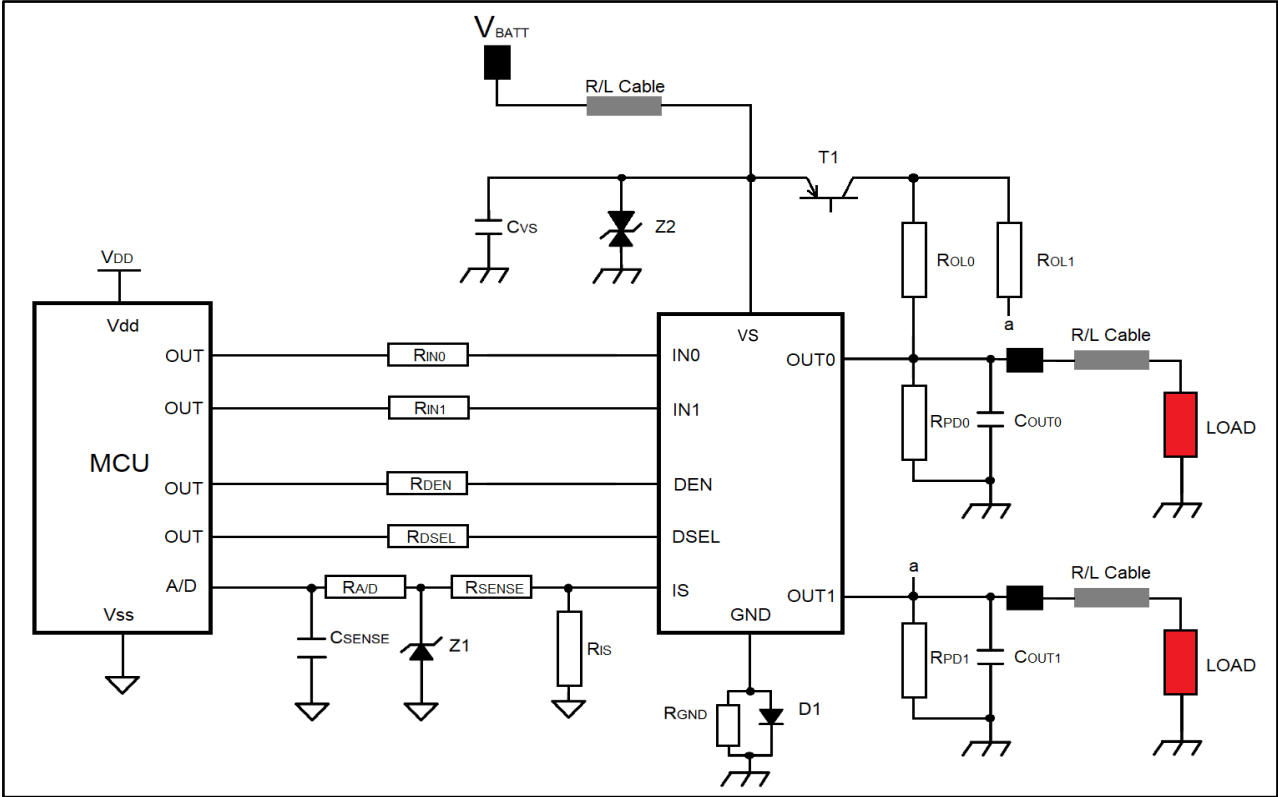 VBATT
R/L Cable
T1
CVS
Z2
ROL0
ROL1
a
VDD
Vdd
VS
R/L Cable
OUT
RIN0
IN0
OUT0
OUT
RIN1
IN1
RPD0
COUT0
LOAD
MCU
OUT
RDEN
DEN
OUT
RDSEL
DSEL
A/D
RA/D
RSENSE
IS
a
R/L Cable
OUT1
Vss
GND
CSENSE
Z1
RIS
RPD1
COUT1
LOAD
RGND
D1